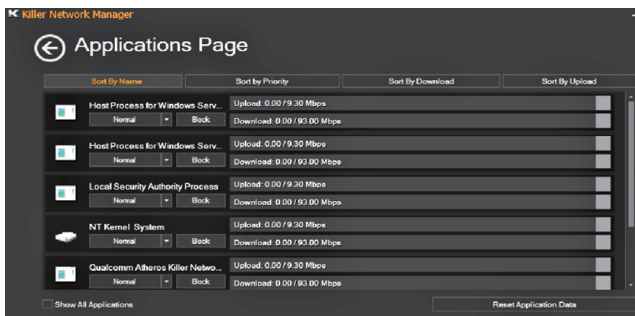 Killer Network Manager
Applications Page
Sort By Name Sort by Priority Sort By Download Sort By Upload
Host Process for Windows Serv... Upload: 0.00 / 9.30 Mbps
Normal Block Download: 0.00 / 93.00 Mbps
Host Process for Windows Serv... Upload: 0.00 / 9.30 Mbps
Normal Block Download: 0.00 / 93.00 Mbps
Local Security Authority Process Upload: 0.00 / 9.30 Mbps
Normal Block Download: 0.00 / 93.00 Mbps
NT Kernel System Upload: 0.00 / 9.30 Mbps
Normal Block Download: 0.00 / 93.00 Mbps
Qualcomm Atheros Killer Netwo... Upload: 0.00 / 9.30 Mbps
Normal Block Download: 0.00 / 93.00 Mbps
Show All Applications Reset Application Data